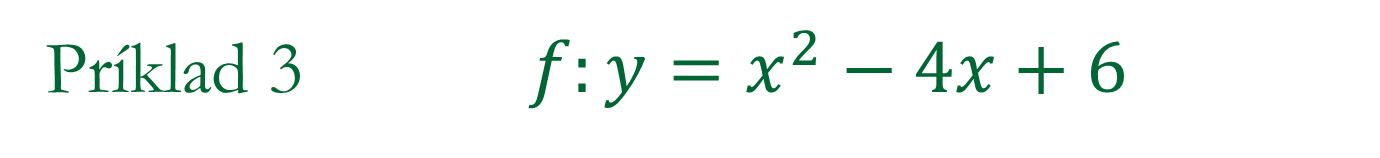 Príklad 3 f: y = x² − 4x + 6